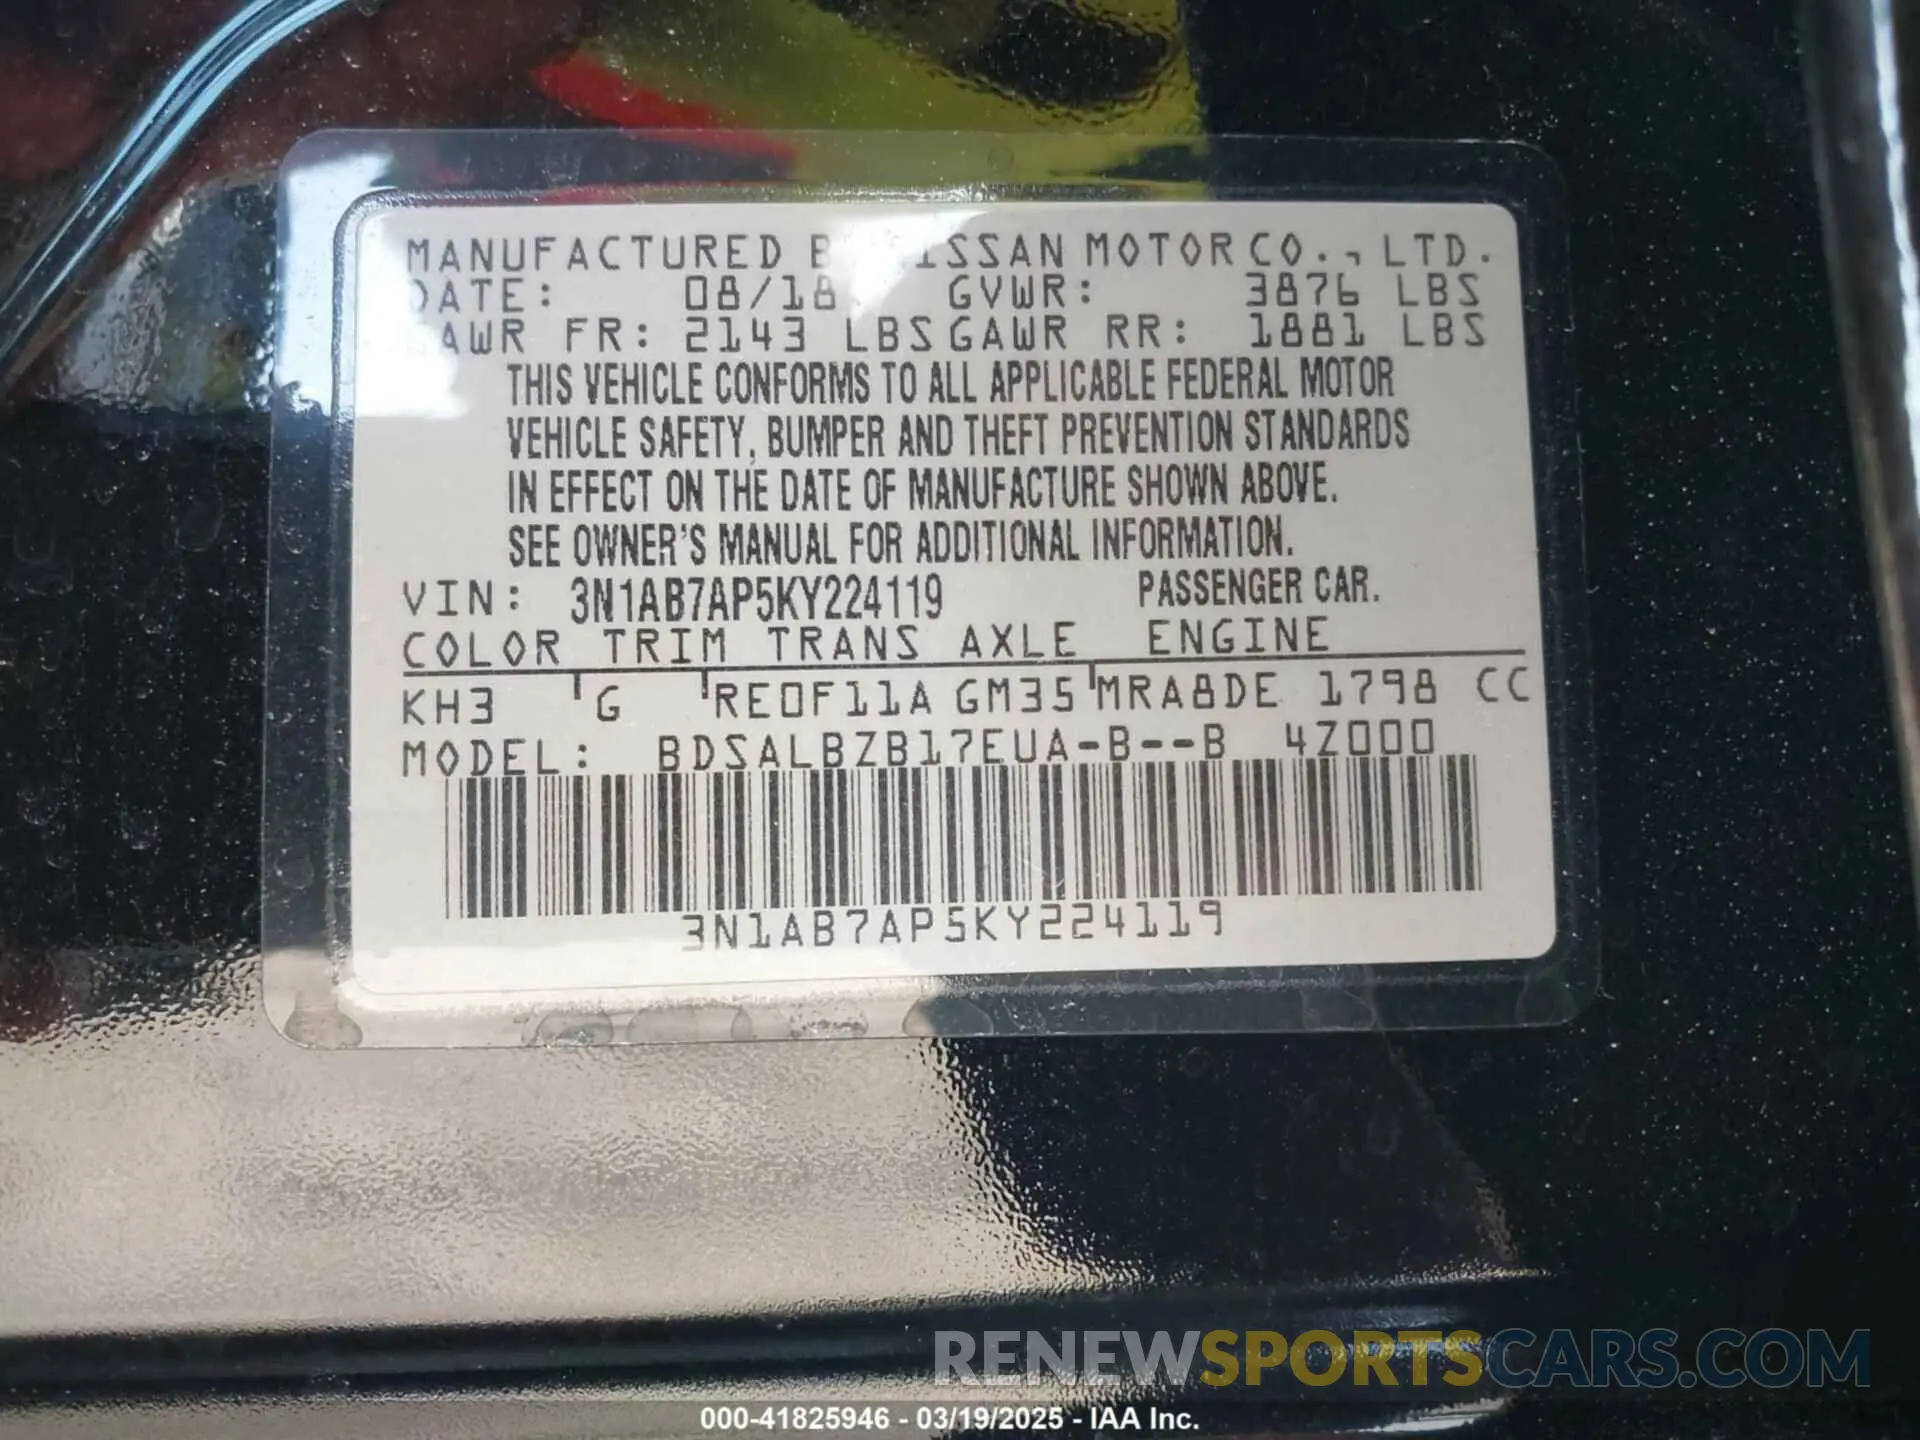 MANUFACTURED NISSAN MOTOR CO., LTD.
DATE: 08/18 GVWR: 3876 LBS
GAWR FR: 2143 LBS GAWR RR: 1881 LBS
THIS VEHICLE CONFORMS TO ALL APPLICABLE FEDERAL MOTOR
VEHICLE SAFETY, BUMPER AND THEFT PREVENTION STANDARDS
IN EFFECT ON THE DATE OF MANUFACTURE SHOWN ABOVE.
SEE OWNER'S MANUAL FOR ADDITIONAL INFORMATION.
VIN: 3N1AB7AP5KY224119 PASSENGER CAR.
COLOR TRIM TRANS AXLE ENGINE
KH3 G RE0F11A GM35 MRA8DE 1798 CC
MODEL: BDSALBZB17EUA-B--B 4Z000
3N1AB7AP5KY224119
RENEWSPORTSCARS.COM
000-41825946 - 03/19/2025 - IAA Inc.